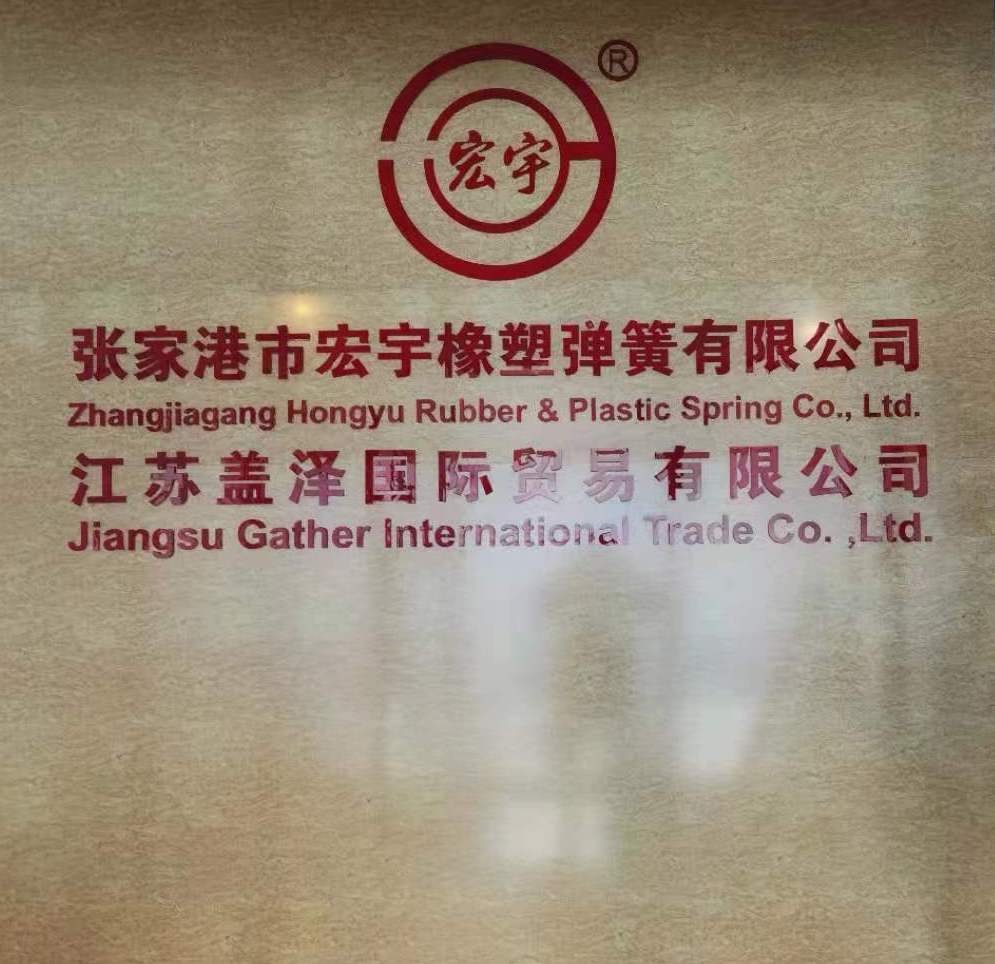 ®
宏宇
张家港市宏宇橡塑弹簧有限公司
Zhangjiagang Hongyu Rubber & Plastic Spring Co., Ltd.
江苏盖泽国际贸易有限公司
Jiangsu Gather International Trade Co. ,Ltd.